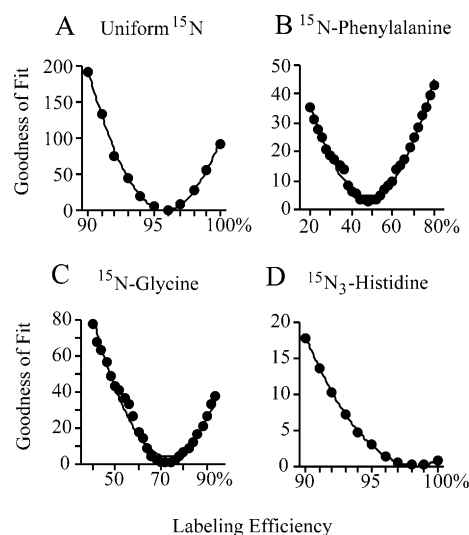 A Uniform ¹⁵N
B ¹⁵N-Phenylalanine
Goodness of Fit
200
150
100
50
0
90 95 100%
50
40
30
20
10
0
20 40 60 80%
C ¹⁵N-Glycine
D ¹⁵N₃-Histidine
Goodness of Fit
80
60
40
20
0
50 70 90%
20
15
10
5
0
90 95 100%
Labeling Efficiency